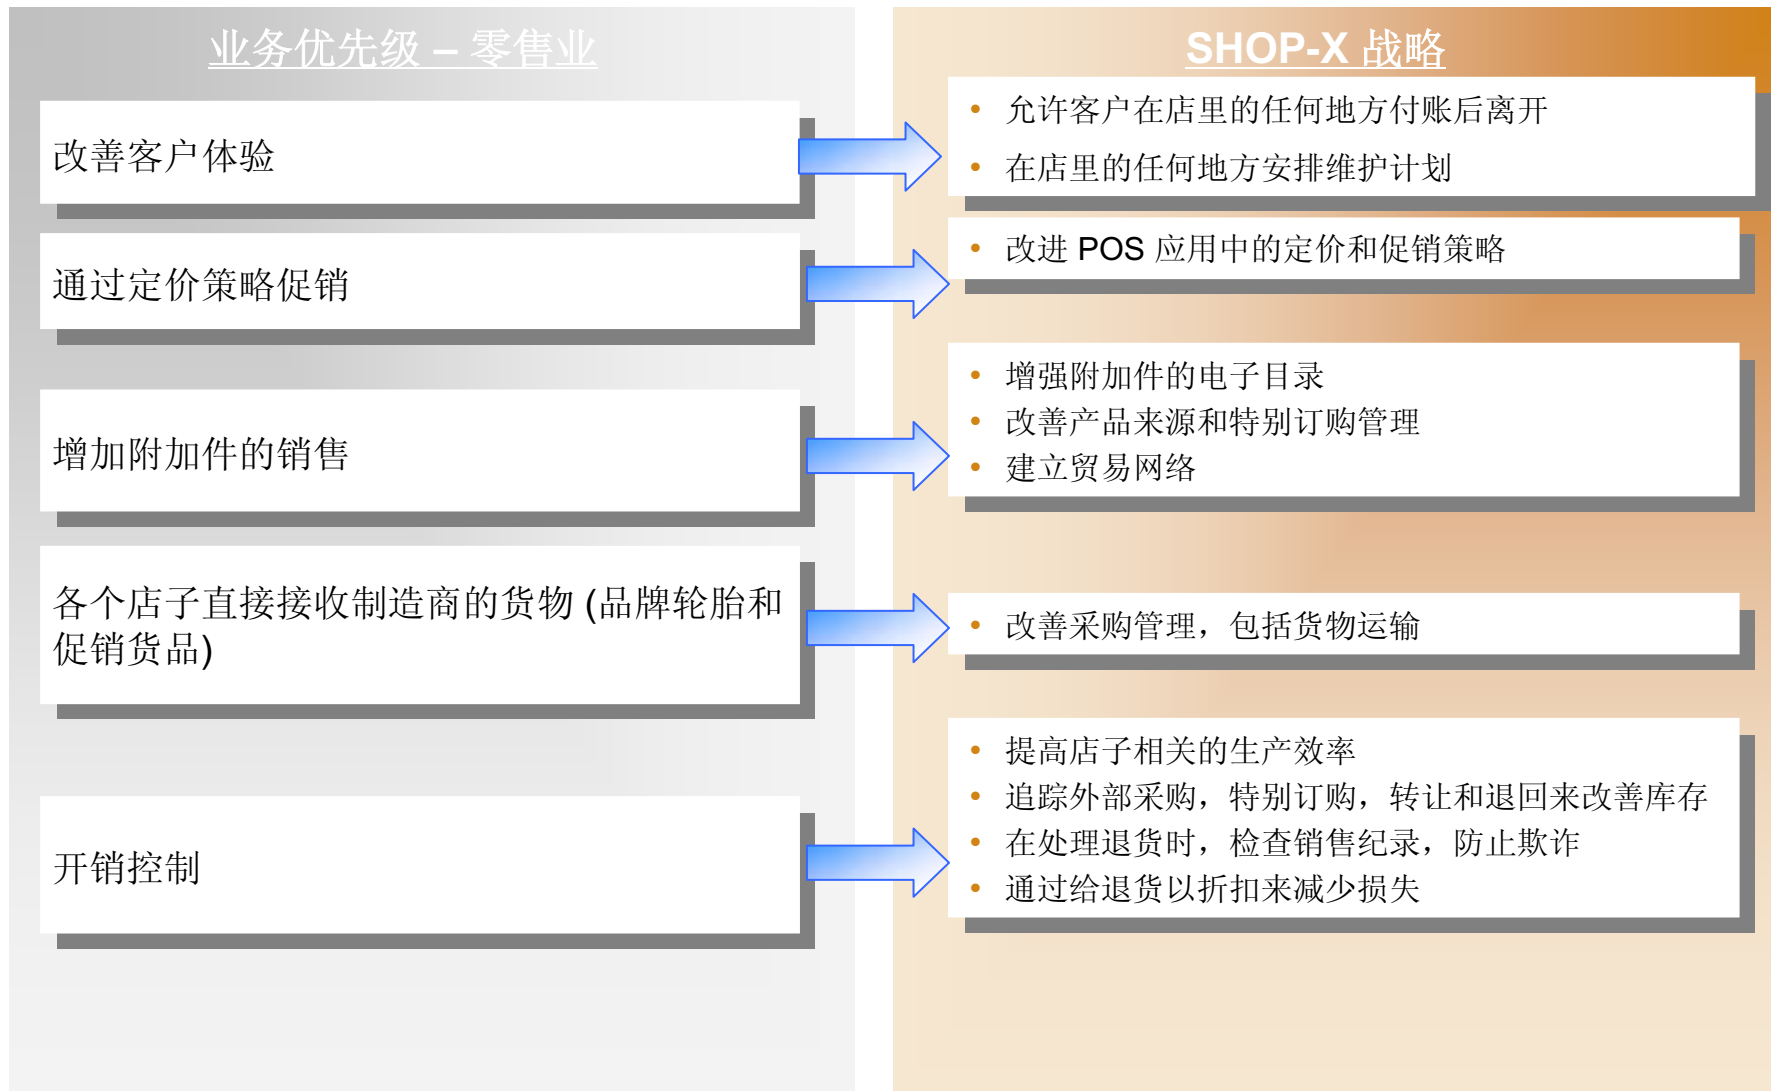 业务优先级 – 零售业
改善客户体验
通过定价策略促销
增加附加件的销售
各个店子直接接收制造商的货物 (品牌轮胎和
促销货品)
开销控制
SHOP-X 战略
• 允许客户在店里的任何地方付账后离开
• 在店里的任何地方安排维护计划
• 改进 POS 应用中的定价和促销策略
• 增强附加件的电子目录
• 改善产品来源和特别订购管理
• 建立贸易网络
• 改善采购管理，包括货物运输
• 提高店子相关的生产效率
• 追踪外部采购，特别订购，转让和退回来改善库存
• 在处理退货时，检查销售纪录，防止欺诈
• 通过给退货以折扣来减少损失